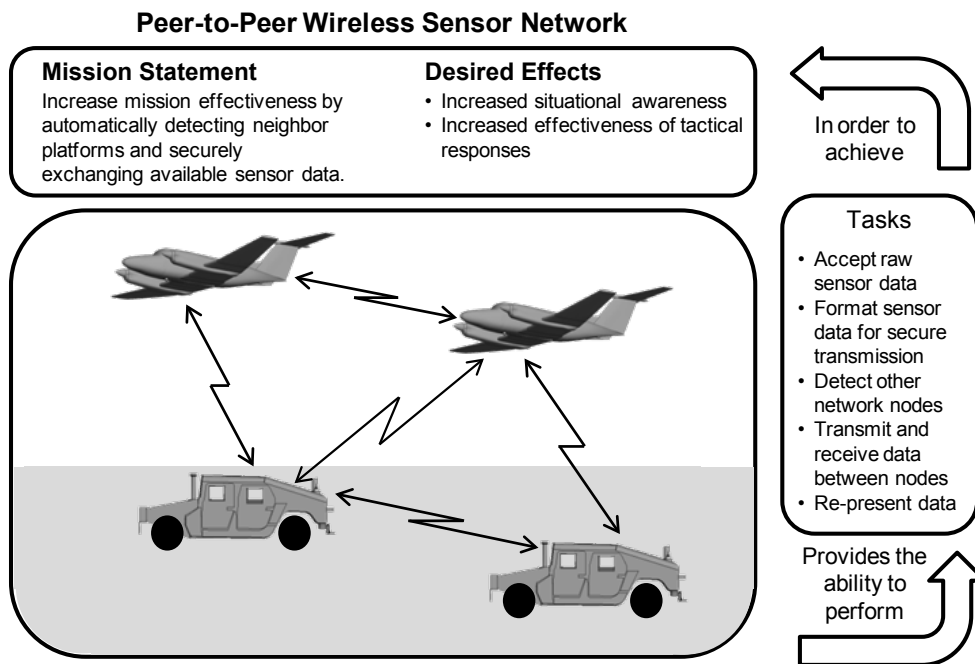 Peer-to-Peer Wireless Sensor Network
Mission Statement
Increase mission effectiveness by
automatically detecting neighbor
platforms and securely
exchanging available sensor data.
Desired Effects
• Increased situational awareness
• Increased effectiveness of tactical
responses
In order to
achieve
Tasks
• Accept raw
sensor data
• Format sensor
data for secure
transmission
• Detect other
network nodes
• Transmit and
receive data
between nodes
• Re-present data
Provides the
ability to
perform